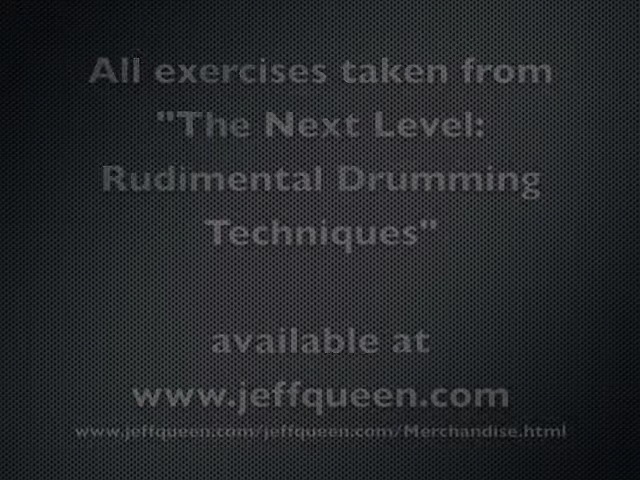 All exercises taken from
"The Next Level:
Rudimental Drumming
Techniques"
available at
www.jeffqueen.com
www.jeffqueen.com/jeffqueen.com/Merchandise.html